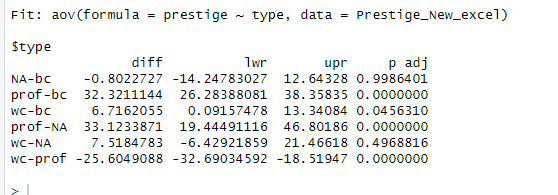 Fit: aov(formula = prestige ~ type, data = Prestige_New_excel)
$type
diff lwr upr p adj
NA-bc -0.8022727 -14.24783027 12.64328 0.9986401
prof-bc 32.3211144 26.28388081 38.35835 0.0000000
wc-bc 6.7162055 0.09157478 13.34084 0.0456310
prof-NA 33.1233871 19.44491116 46.80186 0.0000000
wc-NA 7.5184783 -6.42921859 21.46618 0.4968816
wc-prof -25.6049088 -32.69034592 -18.51947 0.0000000
>